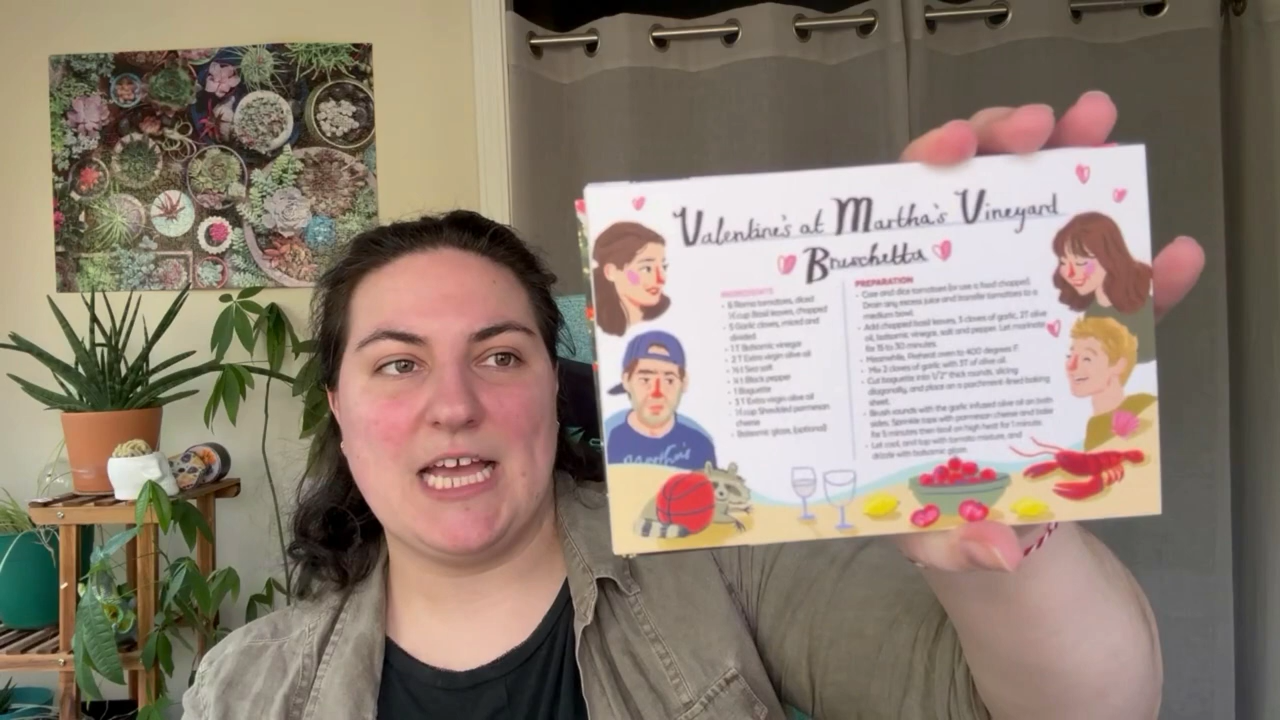 Valentine's at Martha's Vineyard
Bruschetta
INGREDIENTS
• 6 Roma tomatoes, diced
¼ cup Basil leaves, chopped
• 5 Garlic cloves, mixed and
divided
• 1 T Balsamic vinegar
• 2 T Extra virgin olive oil
Sea salt
Black pepper
• 1 Baguette
• 3 T Extra virgin olive oil
• ¼ cup Shredded parmesan
cheese
• Balsamic glaze, (optional)
PREPARATION
• Core and dice tomatoes (or use a food chopper).
Drain any excess juice and transfer tomatoes to a
medium bowl.
• Add chopped basil leaves, 3 cloves of garlic, 2T olive
oil, balsamic vinegar, salt and pepper. Let marinate
for 15 to 30 minutes.
• Meanwhile, Preheat oven to 400 degrees F.
• Mix 2 cloves of garlic with 3T of olive oil.
• Cut baguette into 1/2" thick rounds, slicing
diagonally, and place on a parchment-lined baking
sheet.
• Brush rounds with the garlic infused olive oil on both
sides. Sprinkle tops with parmesan cheese and bake
for 5 minutes then broil on high heat for 1 minute.
• Let cool, and top with tomato mixture, and
drizzle with balsamic glaze.
Martha's